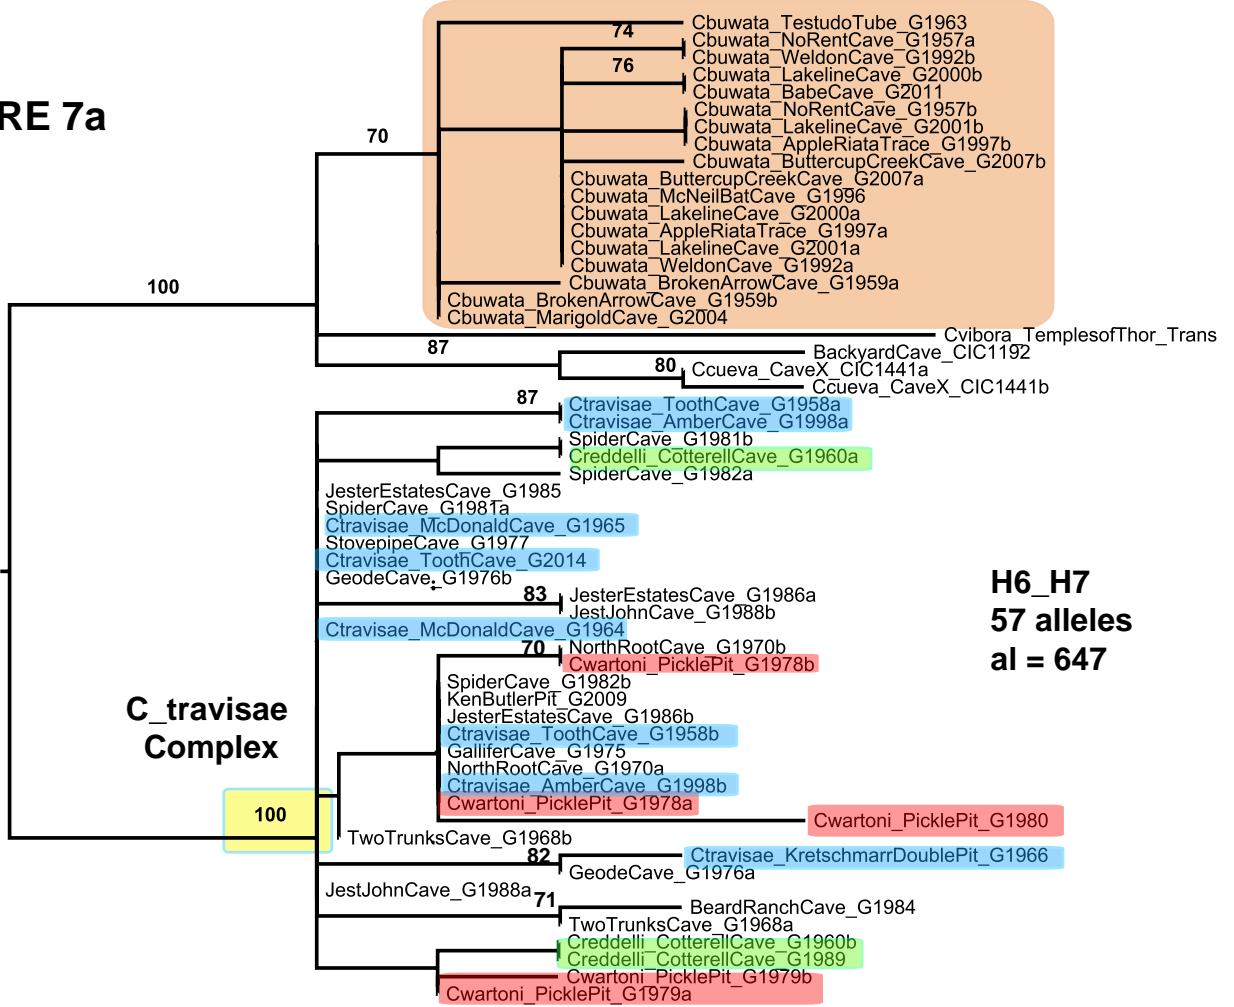 RE 7a
74
76
70
100
87
80
87
83
70
100
82
71
Cbuwata_TestudoTube_G1963
Cbuwata_NoRentCave_G1957a
Cbuwata_WeldonCave_G1992b
Cbuwata_LakelineCave_G2000b
Cbuwata_BabeCave_G2011
Cbuwata_NoRentCave_G1957b
Cbuwata_LakelineCave_G2001b
Cbuwata_AppleRiataTrace_G1997b
Cbuwata_ButtercupCreekCave_G2007b
Cbuwata_ButtercupCreekCave_G2007a
Cbuwata_McNeilBatCave_G1996
Cbuwata_LakelineCave_G2000a
Cbuwata_AppleRiataTrace_G1997a
Cbuwata_LakelineCave_G2001a
Cbuwata_WeldonCave_G1992a
Cbuwata_BrokenArrowCave_G1959a
Cbuwata_BrokenArrowCave_G1959b
Cbuwata_MarigoldCave_G2004
Cvibora_TemplesofThor_Trans
BackyardCave_CIC1192
Ccueva_CaveX_CIC1441a
Ccueva_CaveX_CIC1441b
Ctravisae_ToothCave_G1958a
Ctravisae_AmberCave_G1998a
SpiderCave_G1981b
Creddelli_CotterellCave_G1960a
SpiderCave_G1982a
JesterEstatesCave_G1985
SpiderCave_G1981a
Ctravisae_McDonaldCave_G1965
StovepipeCave_G1977
Ctravisae_ToothCave_G2014
GeodeCave_G1976b
JesterEstatesCave_G1986a
JestJohnCave_G1988b
Ctravisae_McDonaldCave_G1964
NorthRootCave_G1970b
Cwartoni_PicklePit_G1978b
SpiderCave_G1982b
KenButlerPit_G2009
JesterEstatesCave_G1986b
Ctravisae_ToothCave_G1958b
GalliferCave_G1975
NorthRootCave_G1970a
Ctravisae_AmberCave_G1998b
Cwartoni_PicklePit_G1978a
Cwartoni_PicklePit_G1980
TwoTrunksCave_G1968b
Ctravisae_KretschmarrDoublePit_G1966
GeodeCave_G1976a
JestJohnCave_G1988a
BeardRanchCave_G1984
TwoTrunksCave_G1968a
Creddelli_CotterellCave_G1960b
Creddelli_CotterellCave_G1989
Cwartoni_PicklePit_G1979b
Cwartoni_PicklePit_G1979a
C_travisae
Complex
H6_H7
57 alleles
al = 647